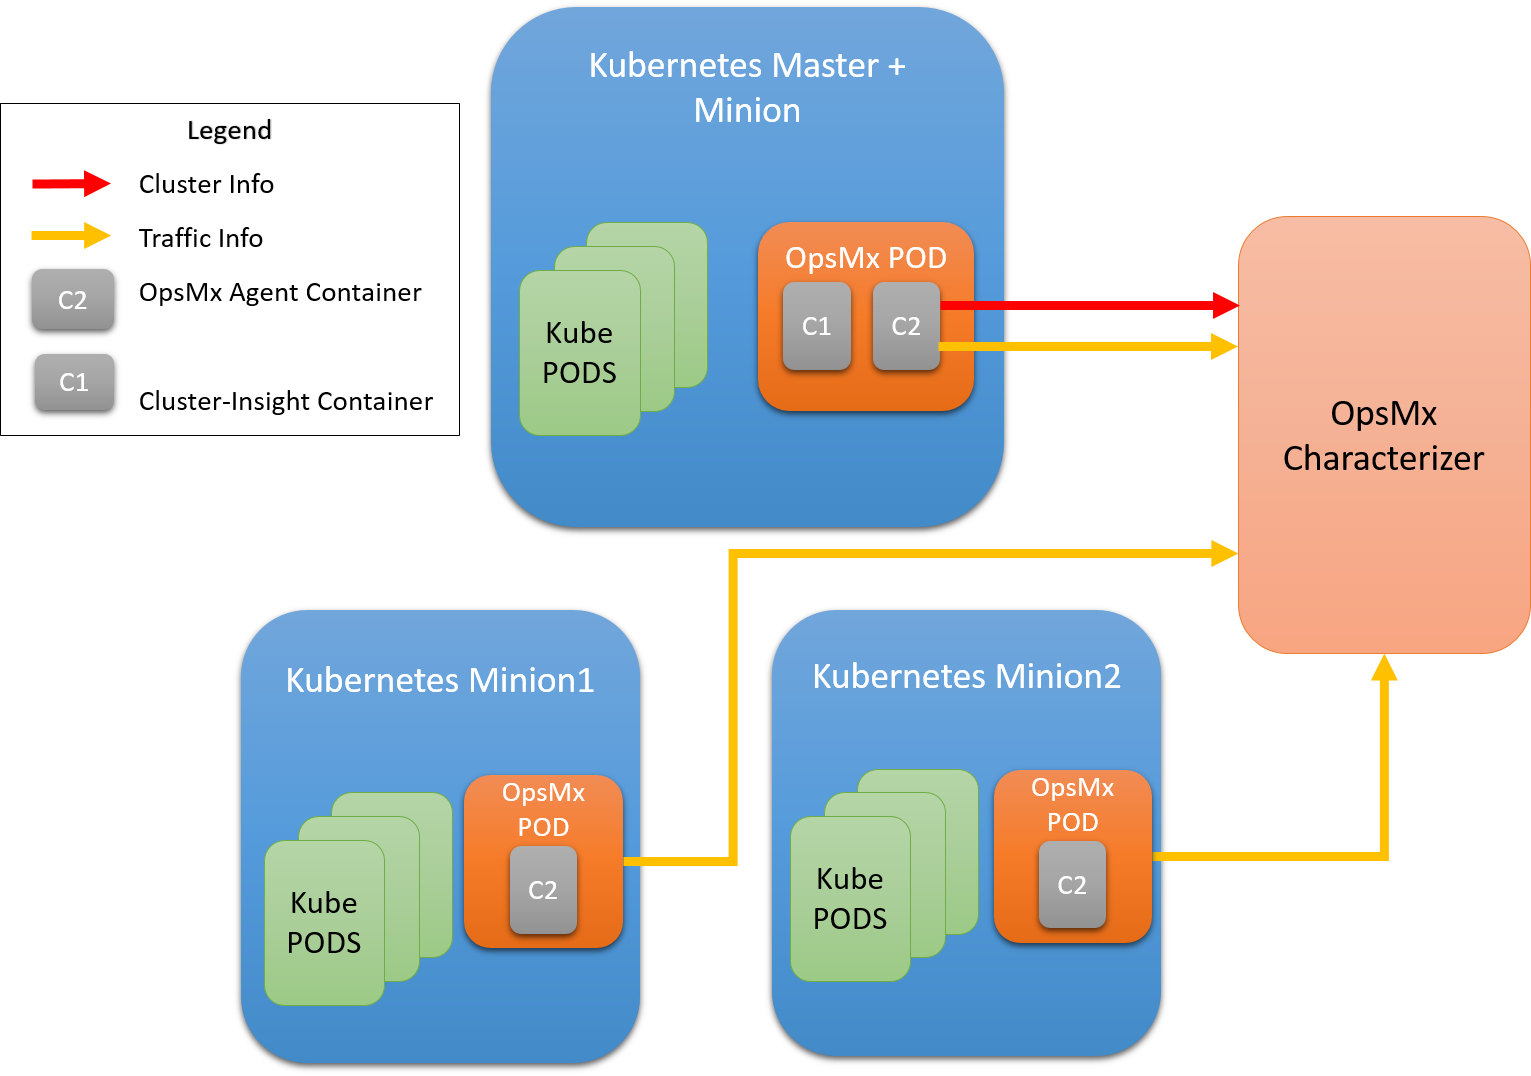 Kubernetes Master +
Minion
Legend
Cluster Info
Traffic Info
C2
OpsMx Agent Container
C1
Cluster-Insight Container
Kube
PODS
OpsMx POD
C1
C2
OpsMx
Characterizer
Kubernetes Minion1
Kube
PODS
OpsMx
POD
C2
Kubernetes Minion2
Kube
PODS
OpsMx
POD
C2